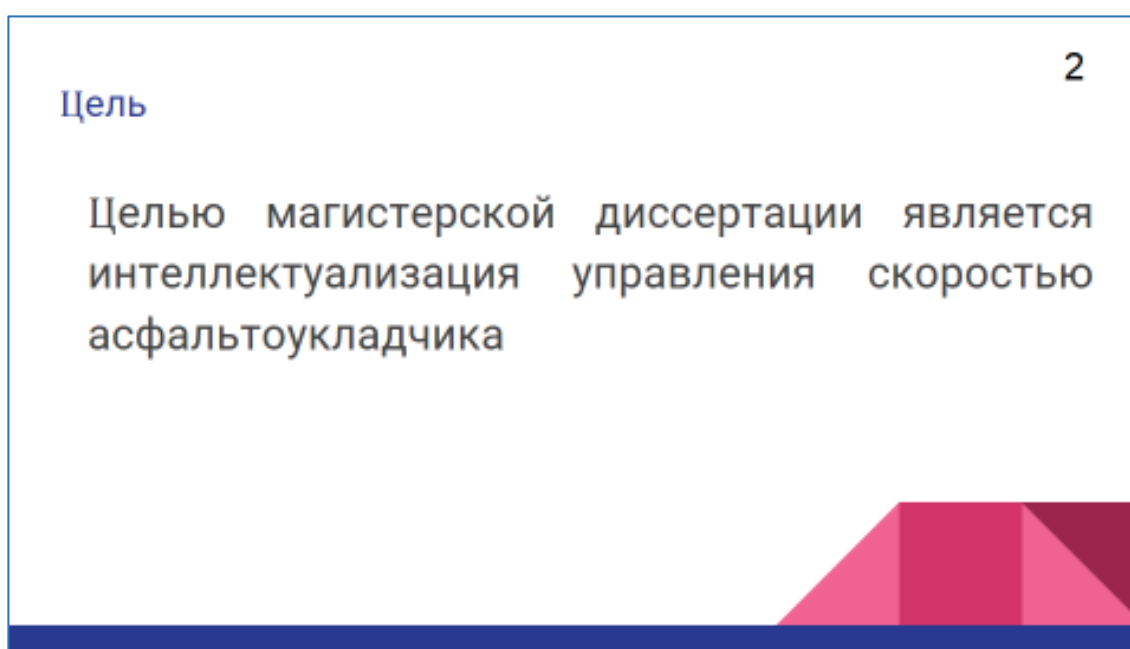 2
Цель
Целью магистерской диссертации является
интеллектуализация управления скоростью
асфальтоукладчика